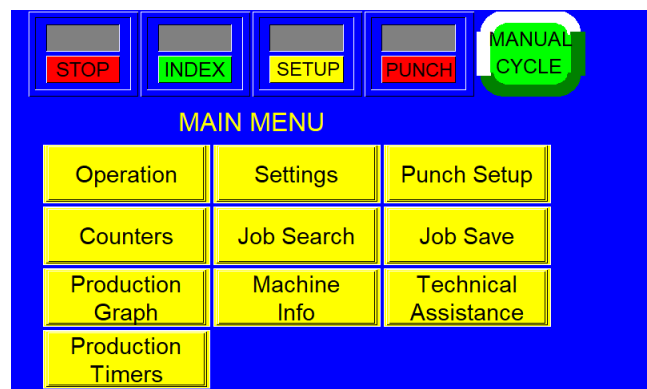 STOP
INDEX
SETUP
PUNCH
MANUAL
CYCLE
MAIN MENU
Operation
Settings
Punch Setup
Counters
Job Search
Job Save
Production
Graph
Machine
Info
Technical
Assistance
Production
Timers